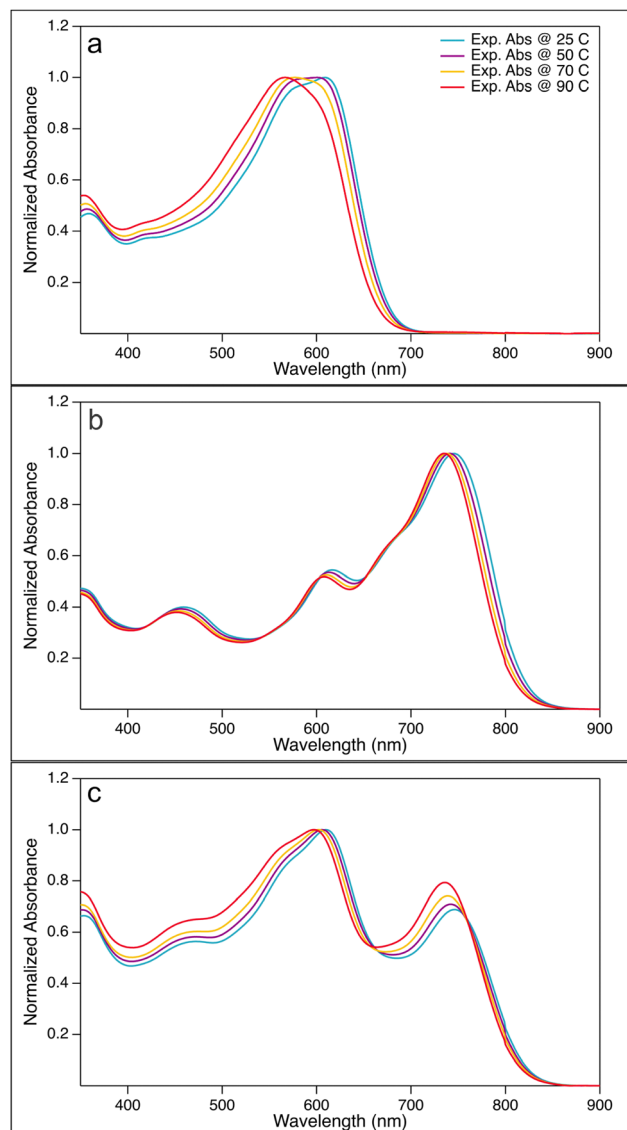 a
Exp. Abs @ 25 C
Exp. Abs @ 50 C
Exp. Abs @ 70 C
Exp. Abs @ 90 C
Normalized Absorbance
1.2
1.0
0.8
0.6
0.4
0.2
400 500 600 700 800 900
Wavelength (nm)
b
Normalized Absorbance
1.2
1.0
0.8
0.6
0.4
0.2
400 500 600 700 800 900
Wavelength (nm)
c
Normalized Absorbance
1.2
1.0
0.8
0.6
0.4
0.2
400 500 600 700 800 900
Wavelength (nm)